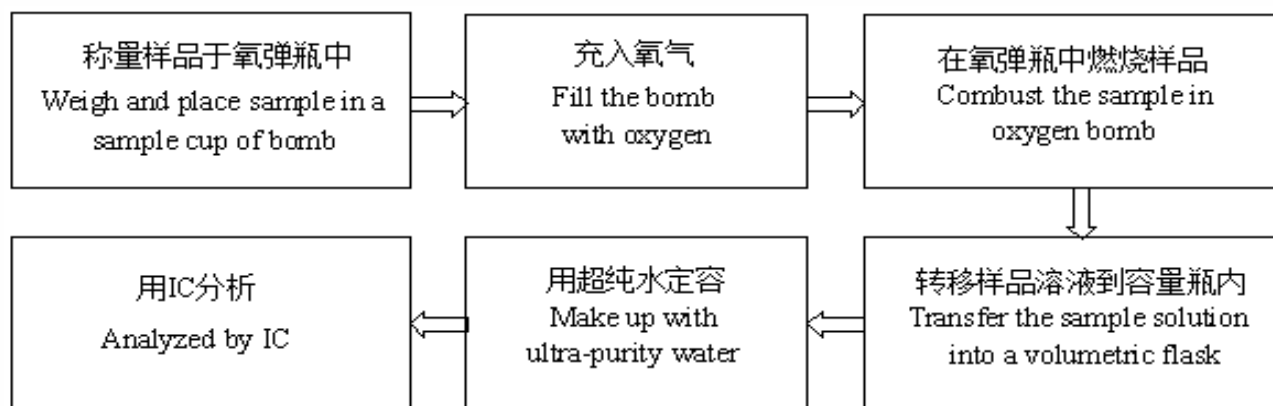 称量样品于氧弹瓶中
Weigh and place sample in a
sample cup of bomb
充入氧气
Fill the bomb
with oxygen
在氧弹瓶中燃烧样品
Combust the sample in
oxygen bomb
转移样品溶液到容量瓶内
Transfer the sample solution
into a volumetric flask
用超纯水定容
Make up with
ultra-purity water
用IC分析
Analyzed by IC